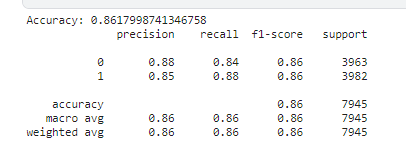 Accuracy: 0.8617998741346758
precision recall f1-score support
0 0.88 0.84 0.86 3963
1 0.85 0.88 0.86 3982
accuracy 0.86 7945
macro avg 0.86 0.86 0.86 7945
weighted avg 0.86 0.86 0.86 7945